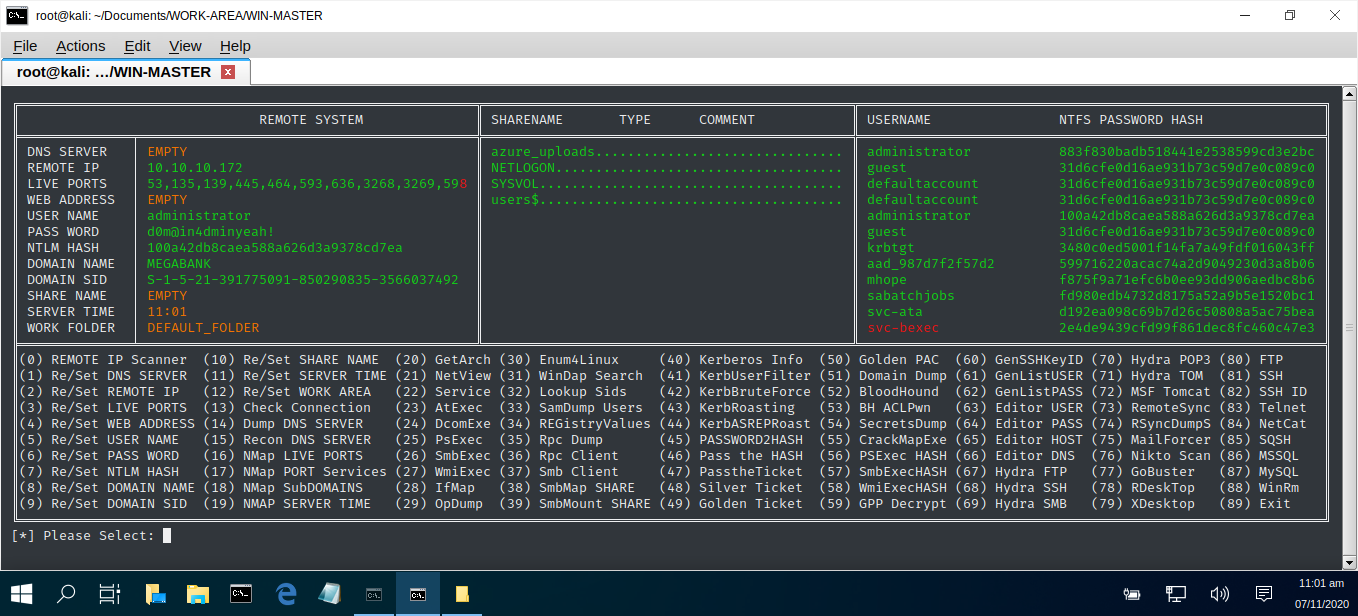 root@kali: ~/Documents/WORK-AREA/WIN-MASTER
File Actions Edit View Help
root@kali: …/WIN-MASTER x
REMOTE SYSTEM SHARENAME TYPE COMMENT USERNAME NTFS PASSWORD HASH
DNS SERVER EMPTY azure_uploads............................... administrator 883f830badb518441e2538599cd3e2bc
REMOTE IP 10.10.10.172 NETLOGON.................................... guest 31d6cfe0d16ae931b73c59d7e0c089c0
LIVE PORTS 53,135,139,445,464,593,636,3268,3269,598 SYSVOL...................................... defaultaccount 31d6cfe0d16ae931b73c59d7e0c089c0
WEB ADDRESS EMPTY users$...................................... defaultaccount 31d6cfe0d16ae931b73c59d7e0c089c0
USER NAME administrator administrator 100a42db8caea588a626d3a9378cd7ea
PASS WORD d0m@in4dminyeah! guest 31d6cfe0d16ae931b73c59d7e0c089c0
NTLM HASH 100a42db8caea588a626d3a9378cd7ea krbtgt 3480c0ed5001f14fa7a49fdf016043ff
DOMAIN NAME MEGABANK aad_987d7f2f57d2 599716220acac74a2d9049230d3a8b06
DOMAIN SID S-1-5-21-391775091-850290835-3566037492 mhope f875f9a71efc6b0ee93dd906aedbc8b6
SHARE NAME EMPTY sabatchjobs fd980edb4732d8175a52a9b5e1520bc1
SERVER TIME 11:01 svc-ata d192ea098c69b7d26c50808a5ac75bea
WORK FOLDER DEFAULT_FOLDER svc-bexec 2e4de9439cfd99f861dec8fc460c47e3
(0) REMOTE IP Scanner (10) Re/Set SHARE NAME (20) GetArch (30) Enum4Linux (40) Kerberos Info (50) Golden PAC (60) GenSSHKeyID (70) Hydra POP3 (80) FTP
(1) Re/Set DNS SERVER (11) Re/Set SERVER TIME (21) NetView (31) WinDap Search (41) KerbUserFilter (51) Domain Dump (61) GenListUSER (71) Hydra TOM (81) SSH
(2) Re/Set REMOTE IP (12) Re/Set WORK AREA (22) Service (32) Lookup Sids (42) KerbBruteForce (52) BloodHound (62) GenListPASS (72) MSF Tomcat (82) SSH ID
(3) Re/Set LIVE PORTS (13) Check Connection (23) AtExec (33) SamDump Users (43) KerbRoasting (53) BH ACLPwn (63) Editor USER (73) RemoteSync (83) Telnet
(4) Re/Set WEB ADDRESS (14) Dump DNS SERVER (24) DcomExe (34) REGistryValues (44) KerbASREPRoast (54) SecretsDump (64) Editor PASS (74) RSyncDumpS (84) NetCat
(5) Re/Set USER NAME (15) Recon DNS SERVER (25) PsExec (35) Rpc Dump (45) PASSWORD2HASH (55) CrackMapExe (65) Editor HOST (75) MailForcer (85) SQSH
(6) Re/Set PASS WORD (16) NMap LIVE PORTS (26) SmbExec (36) Rpc Client (46) Pass the HASH (56) PSExec HASH (66) Editor DNS (76) Nikto Scan (86) MSSQL
(7) Re/Set NTLM HASH (17) NMap PORT Services (27) WmiExec (37) Smb Client (47) PasstheTicket (57) SmbExecHASH (67) Hydra FTP (77) GoBuster (87) MySQL
(8) Re/Set DOMAIN NAME (18) NMap SubDOMAINS (28) IfMap (38) SmbMap SHARE (48) Silver Ticket (58) WmiExecHASH (68) Hydra SSH (78) RDeskTop (88) WinRm
(9) Re/Set DOMAIN SID (19) NMAP SERVER TIME (29) OpDump (39) SmbMount SHARE (49) Golden Ticket (59) GPP Decrypt (69) Hydra SMB (79) XDesktop (89) Exit
[*] Please Select:
11:01 am
07/11/2020